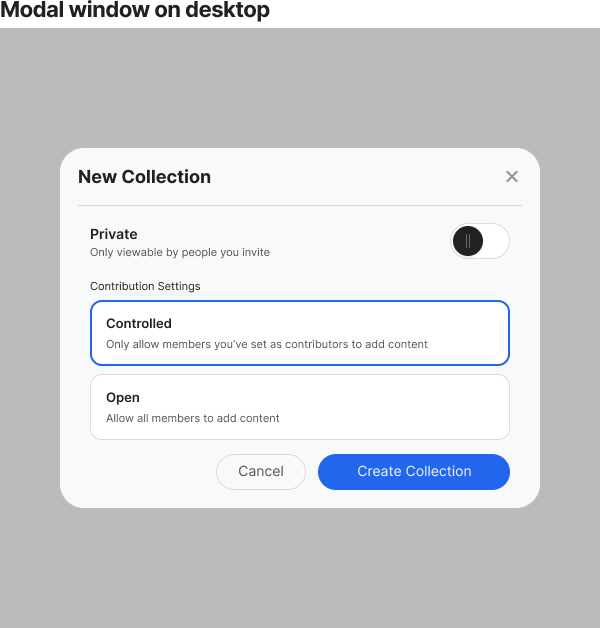 Modal window on desktop
New Collection
Private
Only viewable by people you invite
Contribution Settings
Controlled
Only allow members you’ve set as contributors to add content
Open
Allow all members to add content
Cancel
Create Collection